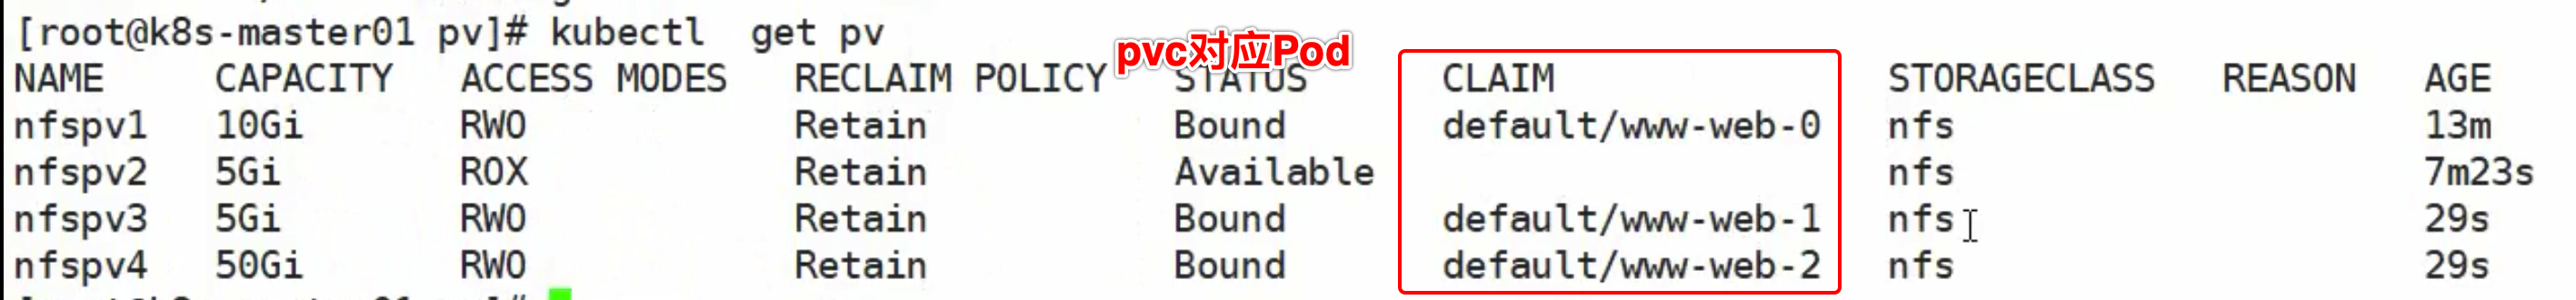 [root@k8s-master01 pv]# kubectl  get pv
pvc对应Pod
NAME     CAPACITY   ACCESS MODES   RECLAIM POLICY   STATUS      CLAIM               STORAGECLASS   REASON   AGE
nfspv1   10Gi       RWO            Retain           Bound       default/www-web-0   nfs                     13m
nfspv2   5Gi        ROX            Retain           Available                       nfs                     7m23s
nfspv3   5Gi        RWO            Retain           Bound       default/www-web-1   nfs                     29s
nfspv4   50Gi       RWO            Retain           Bound       default/www-web-2   nfs                     29s